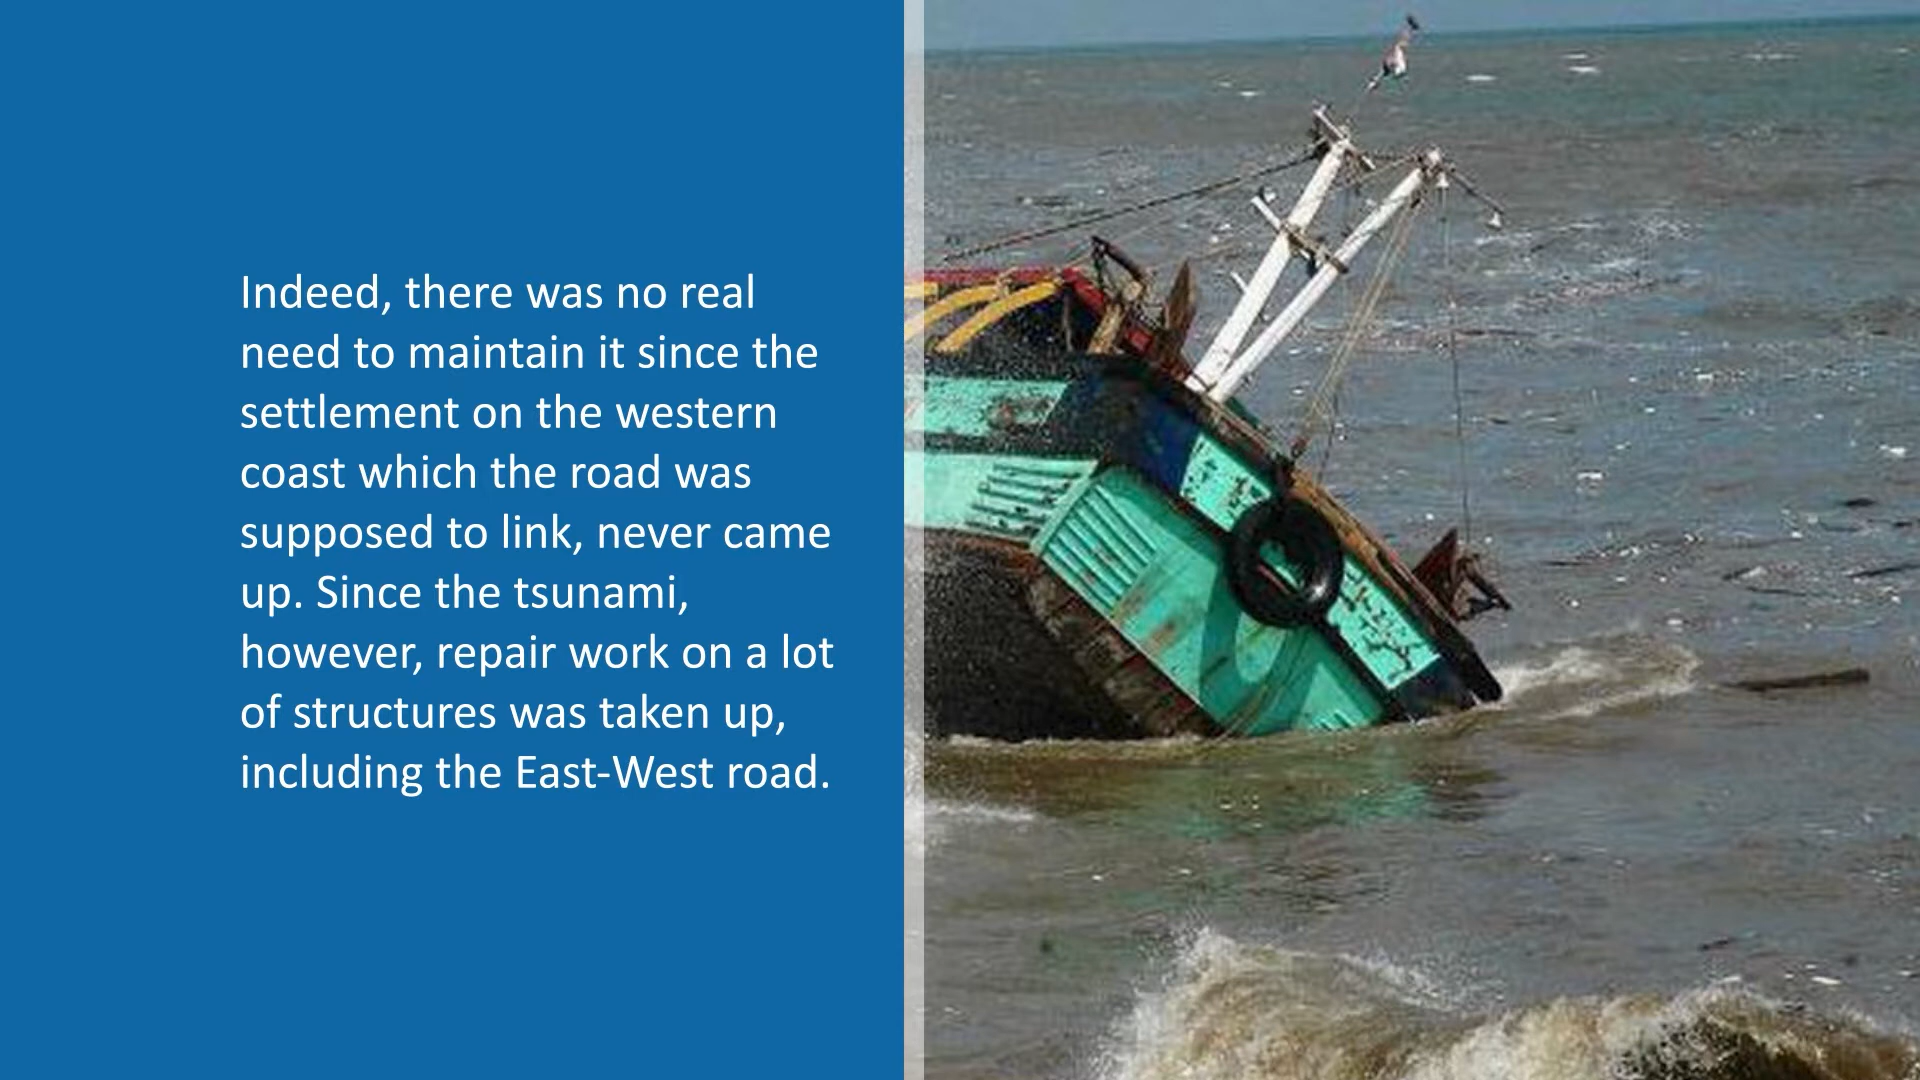 Indeed, there was no real
need to maintain it since the
settlement on the western
coast which the road was
supposed to link, never came
up. Since the tsunami,
however, repair work on a lot
of structures was taken up,
including the East-West road.